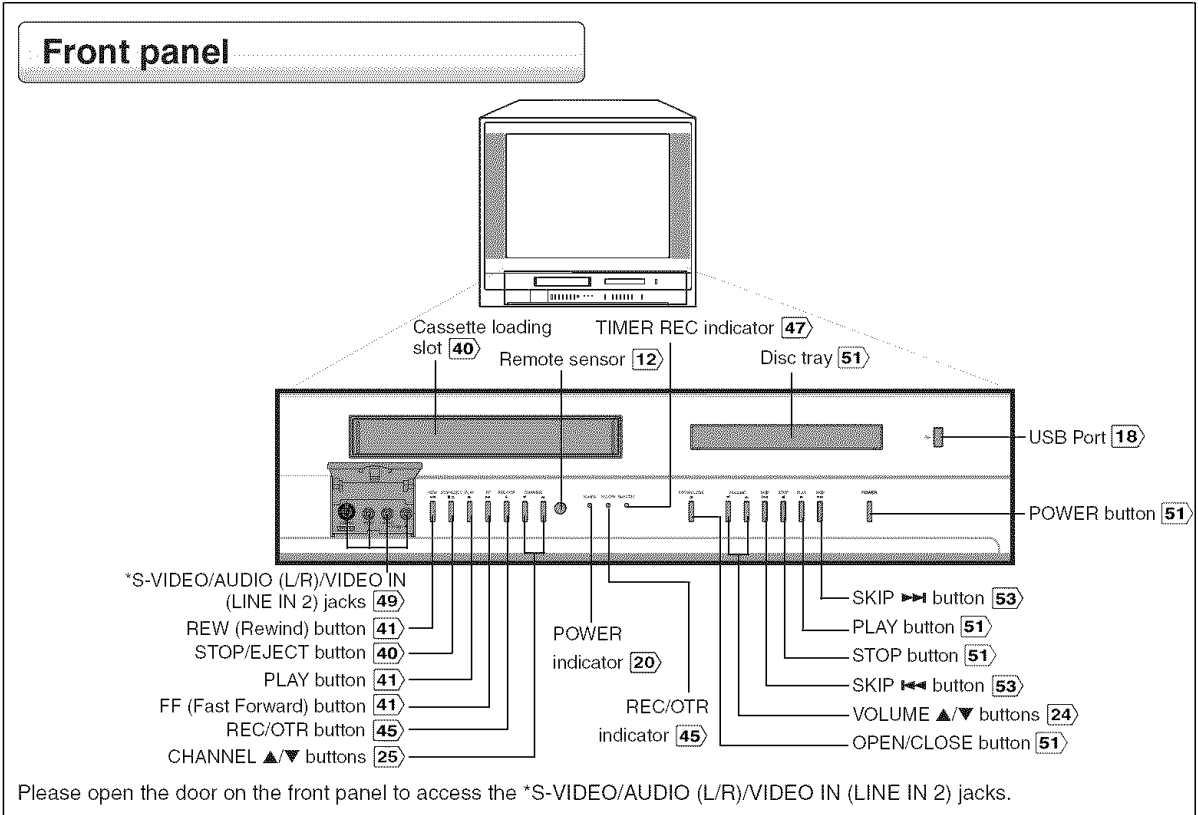 Front panel
Cassette loading
slot 40
TIMER REC indicator 47
Remote sensor 12
Disc tray 51
USB Port 18
POWER button 51
*S-VIDEO/AUDIO (L/R)/VIDEO IN
(LINE IN 2) jacks 49
REW (Rewind) button 41
STOP/EJECT button 40
PLAY button 41
FF (Fast Forward) button 41
REC/OTR button 45
CHANNEL ▲/▼ buttons 25
POWER
indicator 20
REC/OTR
indicator 45
SKIP ►►I button 53
PLAY button 51
STOP button 51
SKIP I◄◄ button 53
VOLUME ▲/▼ buttons 24
OPEN/CLOSE button 51
Please open the door on the front panel to access the *S-VIDEO/AUDIO (L/R)/VIDEO IN (LINE IN 2) jacks.